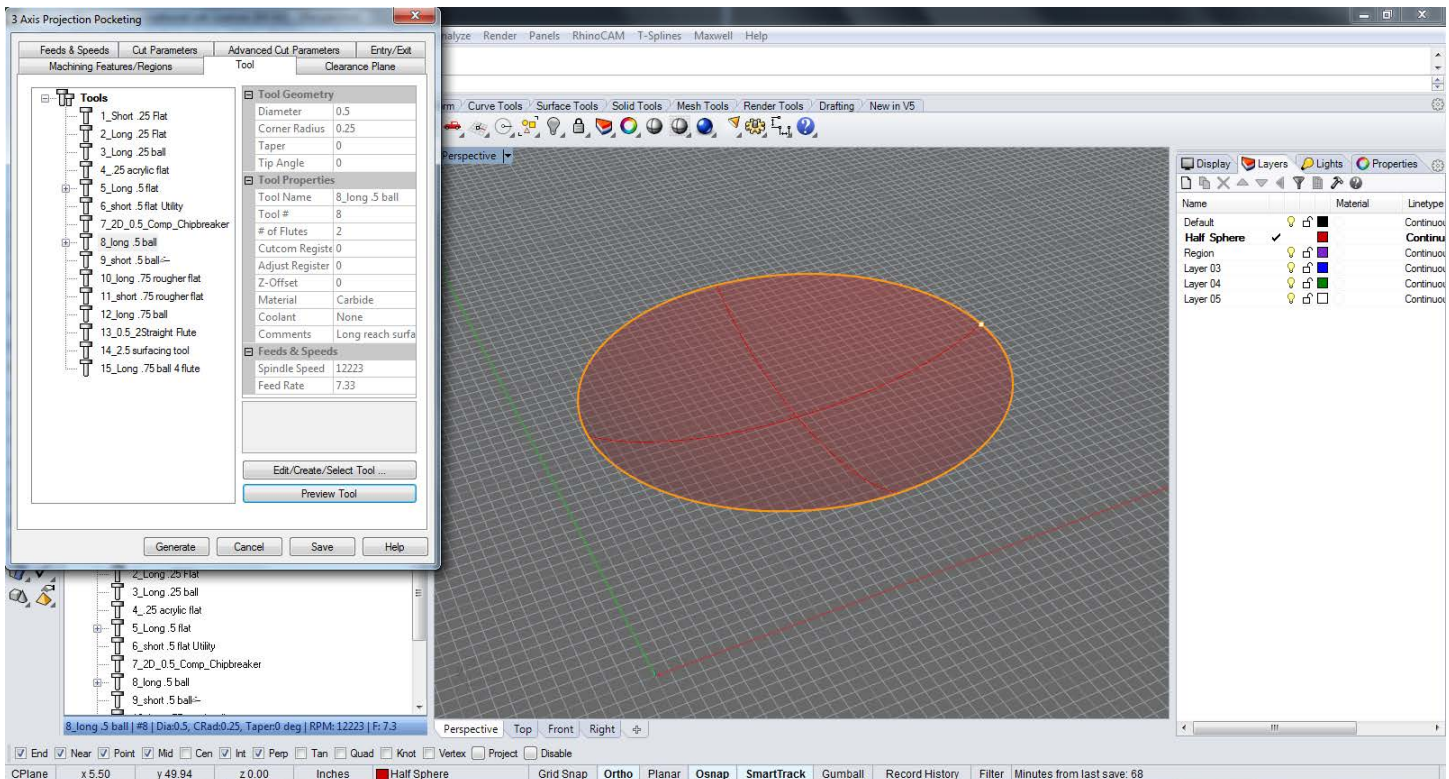 3 Axis Projection Pocketing
Feeds & Speeds Cut Parameters Advanced Cut Parameters Entry/Exit
Machining Features/Regions Tool Clearance Plane
Tools
1_Short .25 Flat
2_Long .25 Flat
3_Long .25 ball
4_.25 acrylic flat
5_Long .5 flat
6_short .5 flat Utility
7_2D_0.5_Comp_Chipbreaker
8_long .5 ball
9_short .5 ball
10_long .75 rougher flat
11_short .75 rougher flat
12_long .75 ball
13_0.5_2Straight Flute
14_2.5 surfacing tool
15_Long .75 ball 4 flute
Tool Geometry
Diameter 0.5
Corner Radius 0.25
Taper 0
Tip Angle 0
Tool Properties
Tool Name 8_long .5 ball
Tool # 8
# of Flutes 2
Cutcom Registe 0
Adjust Register 0
Z-Offset 0
Material Carbide
Coolant None
Comments Long reach surfa
Feeds & Speeds
Spindle Speed 12223
Feed Rate 7.33
Edit/Create/Select Tool ...
Preview Tool
Generate Cancel Save Help
nalyze Render Panels RhinoCAM T-Splines Maxwell Help
rm Curve Tools Surface Tools Solid Tools Mesh Tools Render Tools Drafting New in V5
Perspective
Display Layers Lights Properties
Name Material Linetype
Default Continuou
Half Sphere Continu
Region Continuou
Layer 03 Continuou
Layer 04 Continuou
Layer 05 Continuou
2_Long .25 Flat
3_Long .25 ball
4_.25 acrylic flat
5_Long .5 flat
6_short .5 flat Utility
7_2D_0.5_Comp_Chipbreaker
8_long .5 ball
9_short .5 ball
8_long .5 ball | #8 | Dia:0.5, CRad:0.25, Taper:0 deg | RPM: 12223 | F: 7.3
Perspective Top Front Right
End Near Point Mid Cen Int Perp Tan Quad Knot Vertex Project Disable
CPlane x 5.50 y 49.94 z 0.00 Inches Half Sphere Grid Snap Ortho Planar Osnap SmartTrack Gumball Record History Filter Minutes from last save: 68